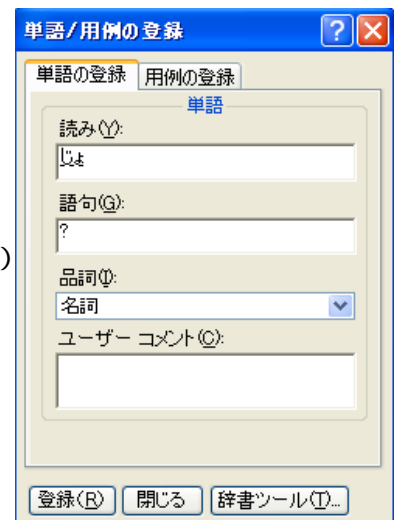 単語/用例の登録
単語の登録 用例の登録
単語
読み(Y):
じょ
語句(G):
?
)
品詞(I):
名詞
ユーザー コメント(C):
登録(R) 閉じる 辞書ツール(T)...